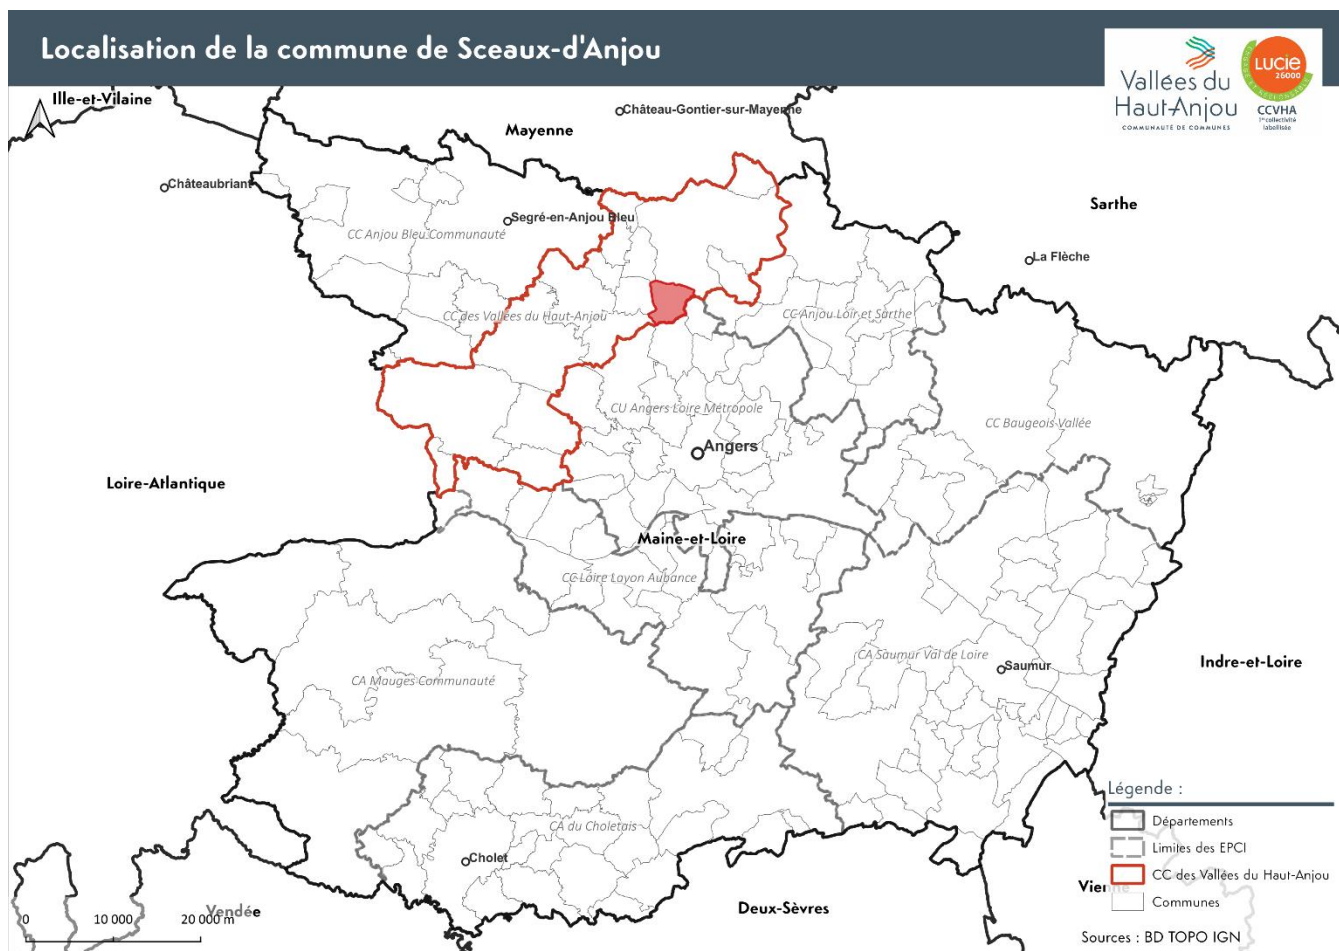 Localisation de la commune de Sceaux-d'Anjou
Vallées du
Haut-Anjou
COMMUNAUTÉ DE COMMUNES
LUCIE
26000
CCVHA
1re collectivité
labellisée
Ille-et-Vilaine
Château-Gontier-sur-Mayenne
Mayenne
Châteaubriant
Sarthe
Segré-en-Anjou Bleu
CC Anjou Bleu Communauté
La Flèche
CC des Vallées du Haut-Anjou
CC Anjou Loir et Sarthe
CU Angers Loire Métropole
CC Baugeois-Vallée
Angers
Loire-Atlantique
Maine-et-Loire
CC Loire Layon Aubance
CA Saumur Val de Loire
Saumur
Indre-et-Loire
CA Mauges Communauté
CA du Choletais
Cholet
Légende :
Départements
Limites des EPCI
CC des Vallées du Haut-Anjou
Communes
Vienne
Vendée
Deux-Sèvres
0 10 000 20 000 m
Sources : BD TOPO IGN